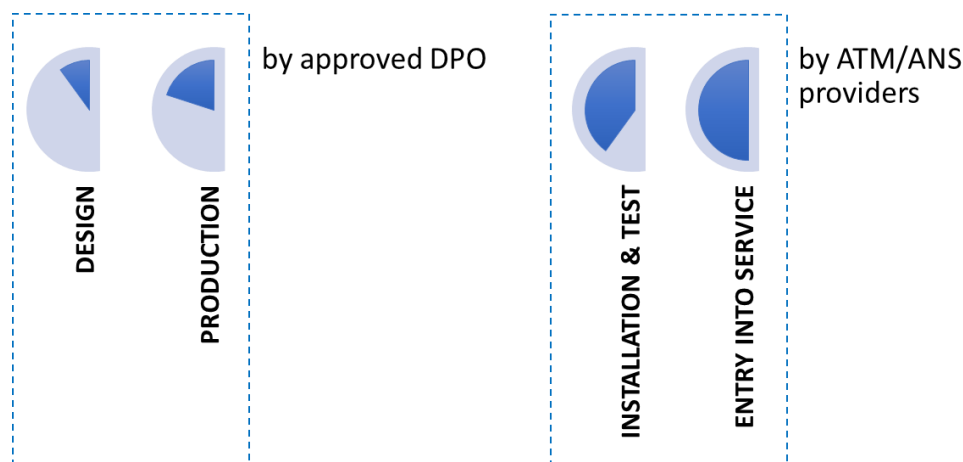 DESIGN
PRODUCTION
by approved DPO
INSTALLATION & TEST
ENTRY INTO SERVICE
by ATM/ANS
providers